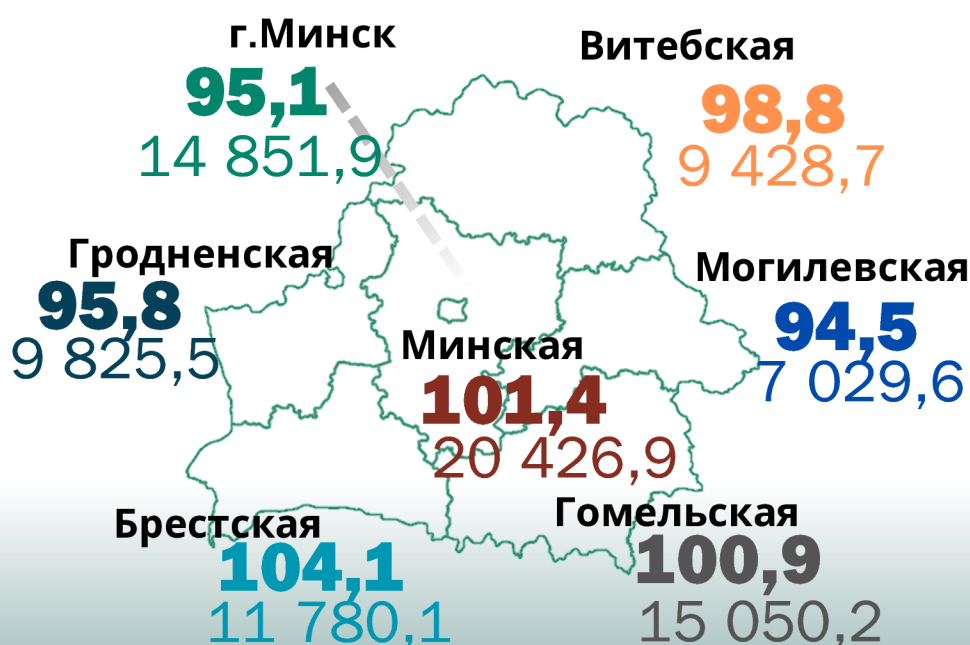 г.Минск
95,1
14 851,9
Витебская
98,8
9 428,7
Гродненская
95,8
9 825,5
Могилевская
94,5
7 029,6
Минская
101,4
20 426,9
Брестская
104,1
11 780,1
Гомельская
100,9
15 050,2